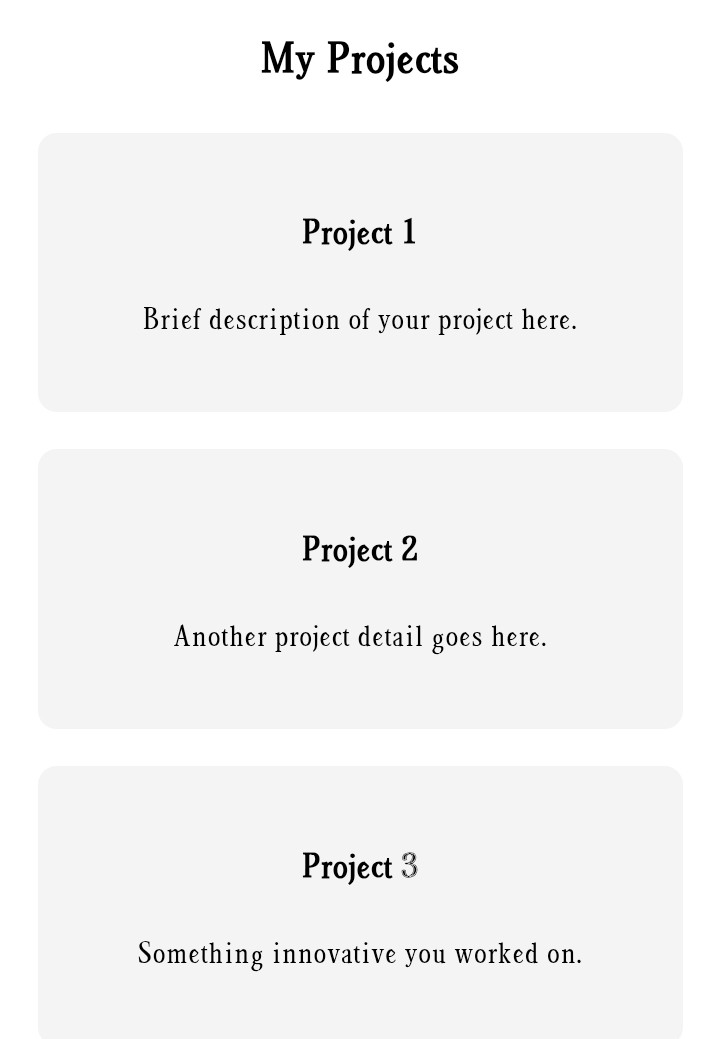 My Projects
Project 1
Brief description of your project here.
Project 2
Another project detail goes here.
Project 3
Something innovative you worked on.